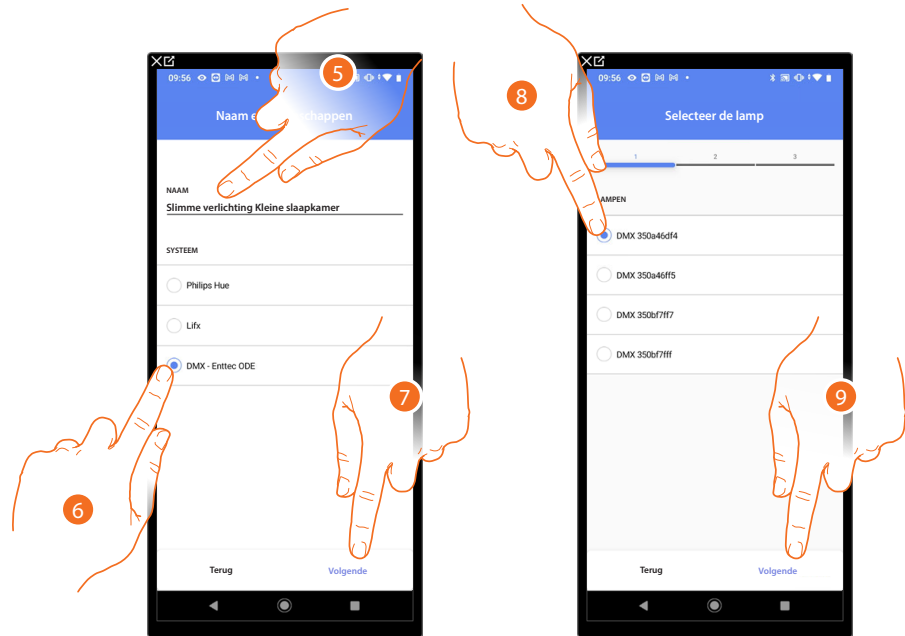 5
09:56
Naam e chappen
NAAM
Slimme verlichting Kleine slaapkamer
SYSTEEM
Philips Hue
Lifx
DMX - Enttec ODE
6
7
Terug
Volgende
8
09:56
Selecteer de lamp
1
2
3
AMPEN
DMX 350a46df4
DMX 350a46ff5
DMX 350bf7ff7
DMX 350bf7fff
9
Terug
Volgende